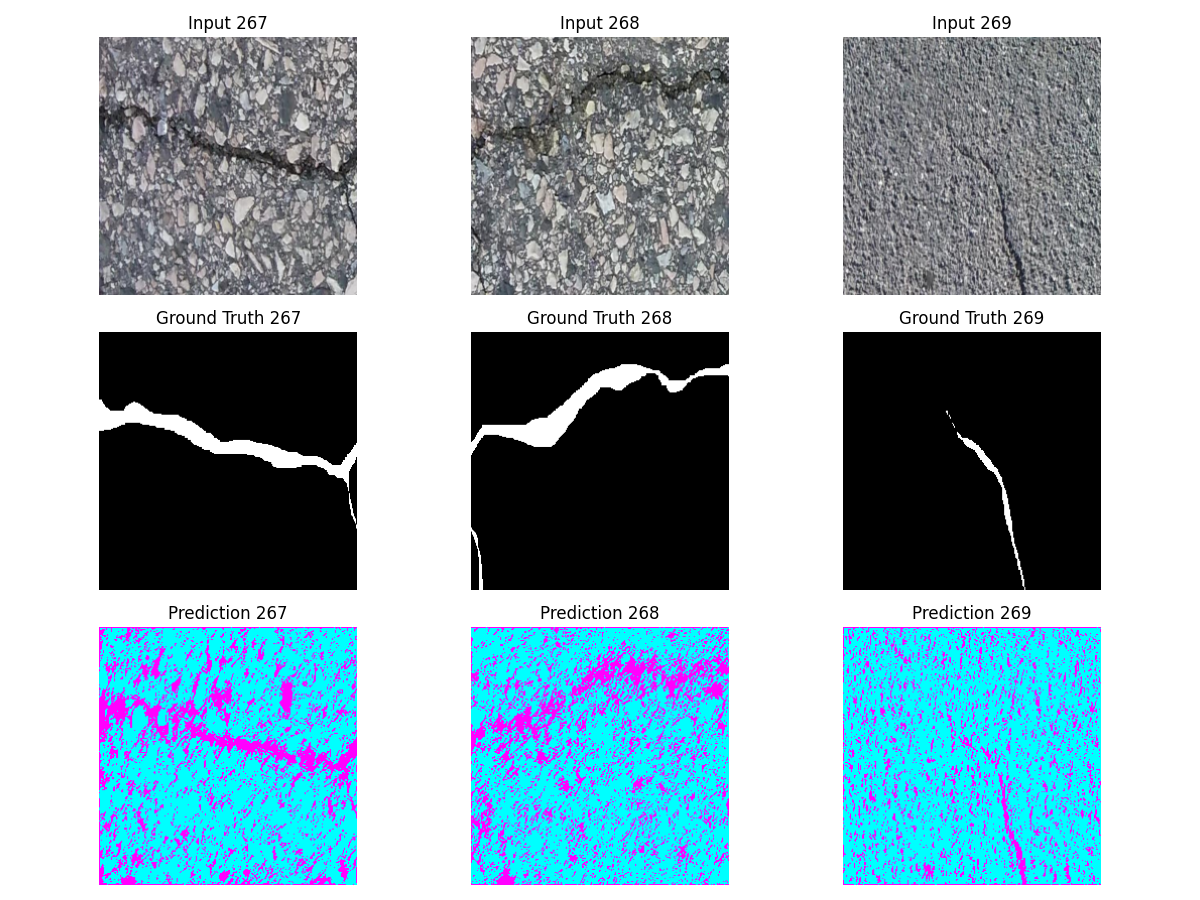 Input 267
Input 268
Input 269
Ground Truth 267
Ground Truth 268
Ground Truth 269
Prediction 267
Prediction 268
Prediction 269